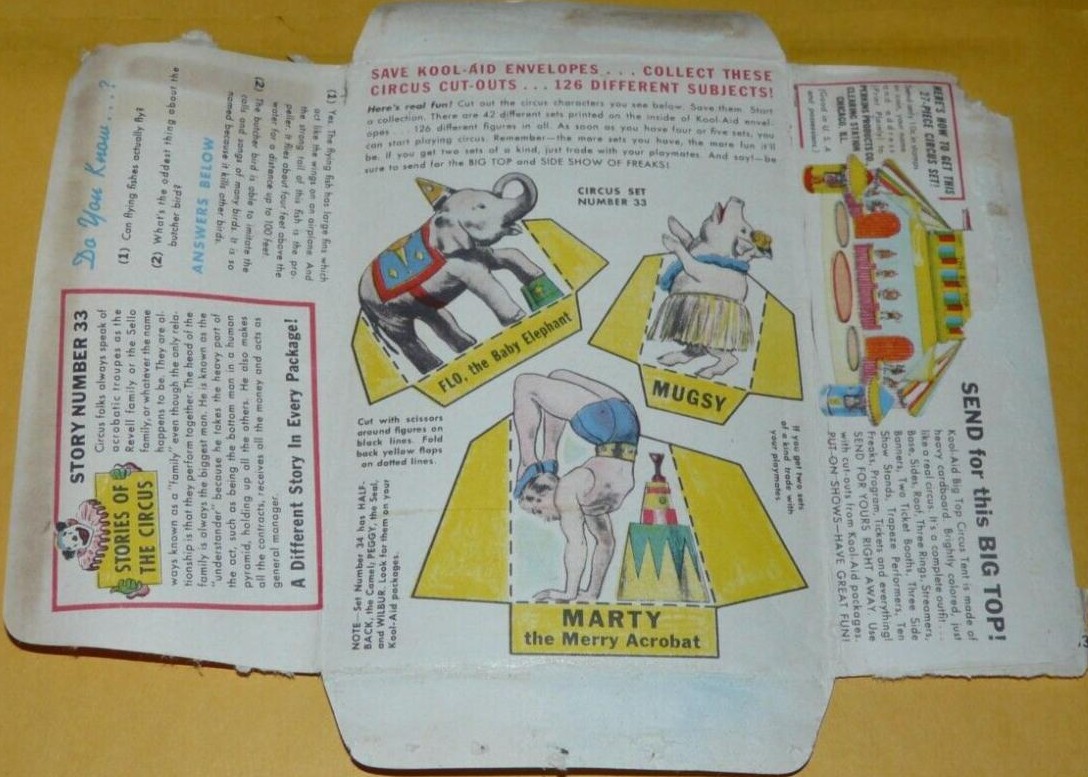 Do You Know...?
(1) Can flying fishes actually fly?
(2) What's the oddest thing about the
butcher bird?
ANSWERS BELOW
(1) Yes. The flying fish has large fins which
act like the wings on an airplane. And
the strong tail of this fish is the pro-
peller. It flies about four feet above the
water for a distance up to 100 feet.
(2) The butcher bird is able to imitate the
calls and songs of many birds. It is so
named because it kills other birds.
STORY NUMBER 33
STORIES OF
THE CIRCUS
Circus folks always speak of
acrobatic troupes as the
Revell family or the Sello
family, or whatever the name
happens to be. They are al-
ways known as a "family" even though the only rela-
tionship is that they perform together. The head of the
family is always the biggest man. He is known as the
"understander" because he takes the heavy part of
the act, such as being the bottom man in a human
pyramid, holding up all the others. He also makes
all the contracts, receives all the money and acts as
general manager.
A Different Story In Every Package!
SAVE KOOL-AID ENVELOPES . . . COLLECT THESE
CIRCUS CUT-OUTS . . . 126 DIFFERENT SUBJECTS!
Here's real fun! Cut out the circus characters you see below. Save them. Start
a collection. There are 42 different sets printed on the inside of Kool-Aid envel-
opes . . . 126 different figures in all. As soon as you have four or five sets, you
can start playing circus. Remember—the more sets you have, the more fun it'll
be. If you get two sets of a kind, just trade with your playmates. And say!—be
sure to send for the BIG TOP and SIDE SHOW OF FREAKS!
CIRCUS SET
NUMBER 33
FLO, the Baby Elephant
MUGSY
Cut with scissors
around figures on
black lines. Fold
back yellow flaps
on dotted lines.
If you get two sets
of a kind, trade with
your playmates.
NOTE—Set Number 34 has HALF-
BACK, the Camel; PEGGY, the Seal,
and WILBUR. Look for them on your
Kool-Aid packages.
MARTY
the Merry Acrobat
HERE'S HOW TO GET THIS
27-PIECE CIRCUS SET!
Send only 10c in
and address
(Print Plainly) to
PERKINS PRODUCTS CO.
CLEARING STATION
CHICAGO, ILL.
(Good in U. S. A.
and possessions.)
SEND for this BIG TOP!
Kool-Aid Big Top Circus Tent is made of
heavy cardboard. Brightly colored, just
like a real circus. It's a complete outfit . . .
Base, Sides, Roof, Three Rings, Streamers,
Banners, Two Ticket Booths, Three Side
Show Stands, Trapeze Performers, Ten
Freaks, Program, Tickets and everything!
SEND FOR YOURS RIGHT AWAY. Use
with cut-outs from Kool-Aid packages.
PUT-ON SHOWS—HAVE GREAT FUN!